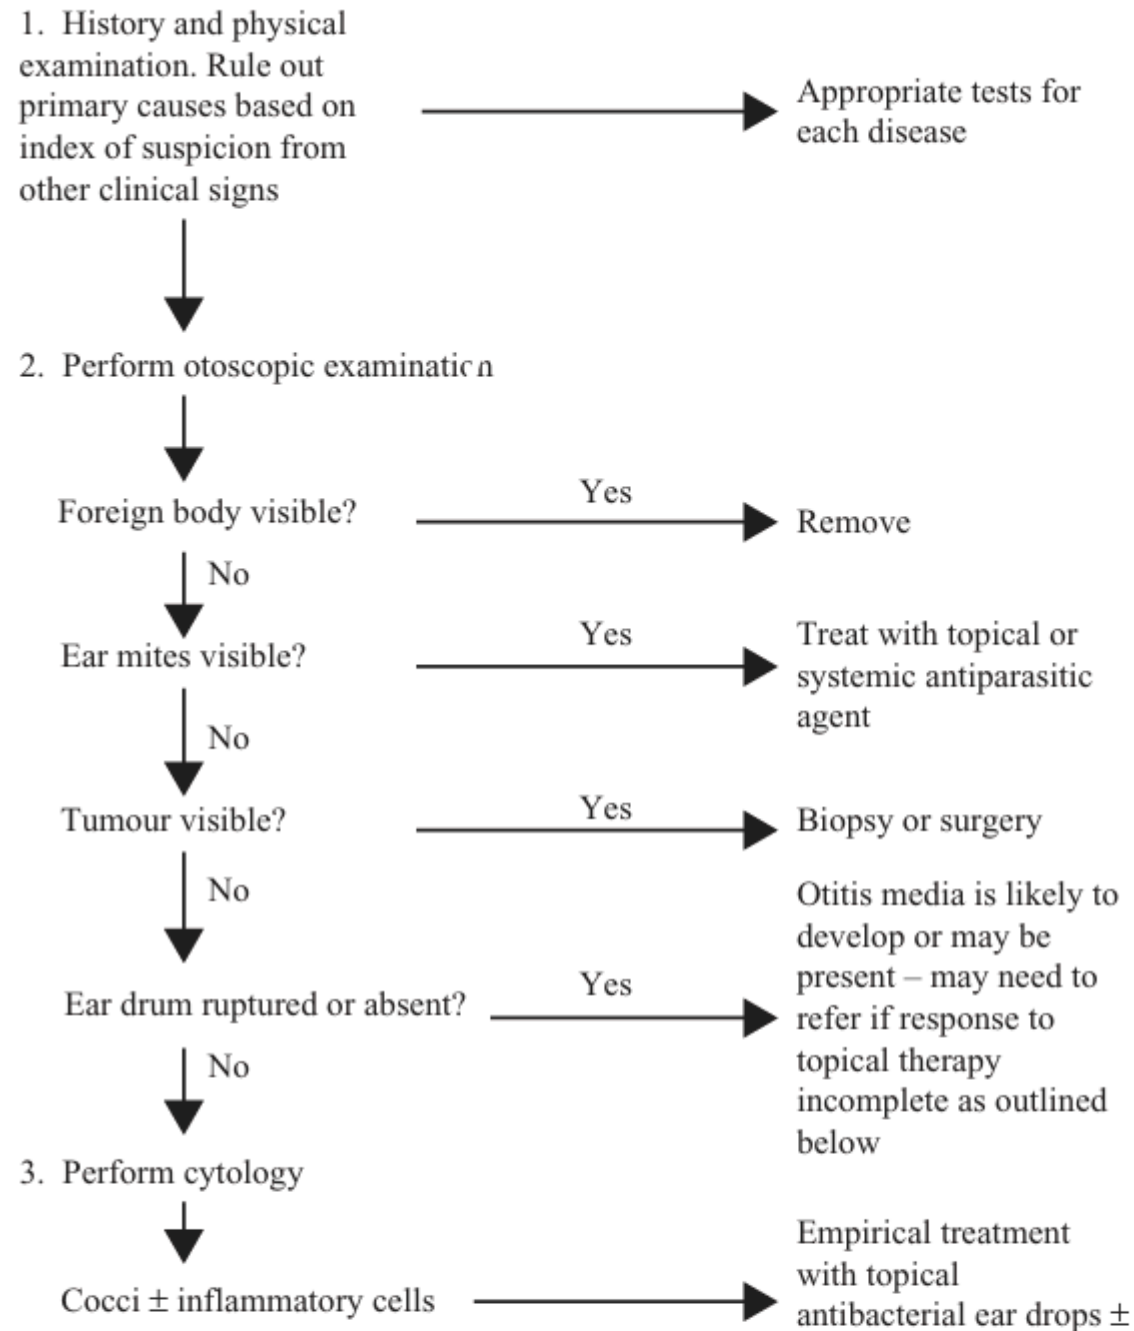 1. History and physical
examination. Rule out
primary causes based on
index of suspicion from
other clinical signs
Appropriate tests for
each disease
2. Perform otoscopic examination
Foreign body visible?
Yes
Remove
No
Ear mites visible?
Yes
Treat with topical or
systemic antiparasitic
agent
No
Tumour visible?
Yes
Biopsy or surgery
No
Ear drum ruptured or absent?
Yes
Otitis media is likely to
develop or may be
present – may need to
refer if response to
topical therapy
incomplete as outlined
below
No
3. Perform cytology
Cocci ± inflammatory cells
Empirical treatment
with topical
antibacterial ear drops ±